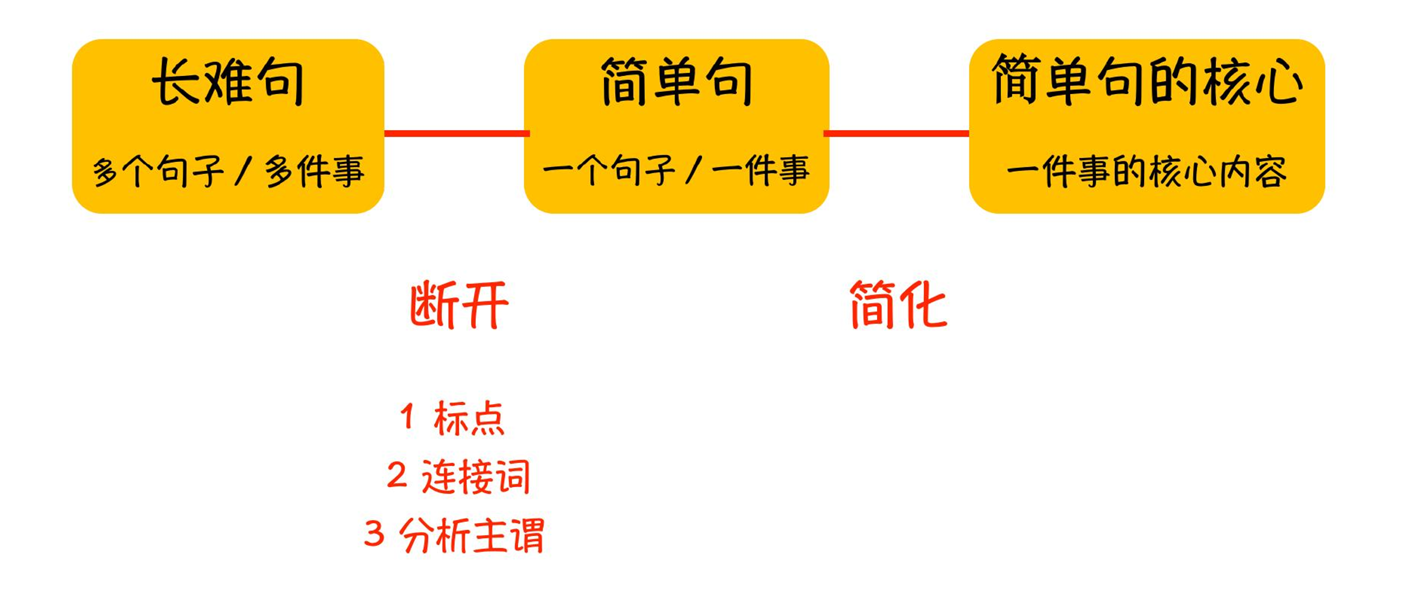 长难句
多个句子 / 多件事
简单句
一个句子 / 一件事
简单句的核心
一件事的核心内容
断开
简化
1 标点
2 连接词
3 分析主谓